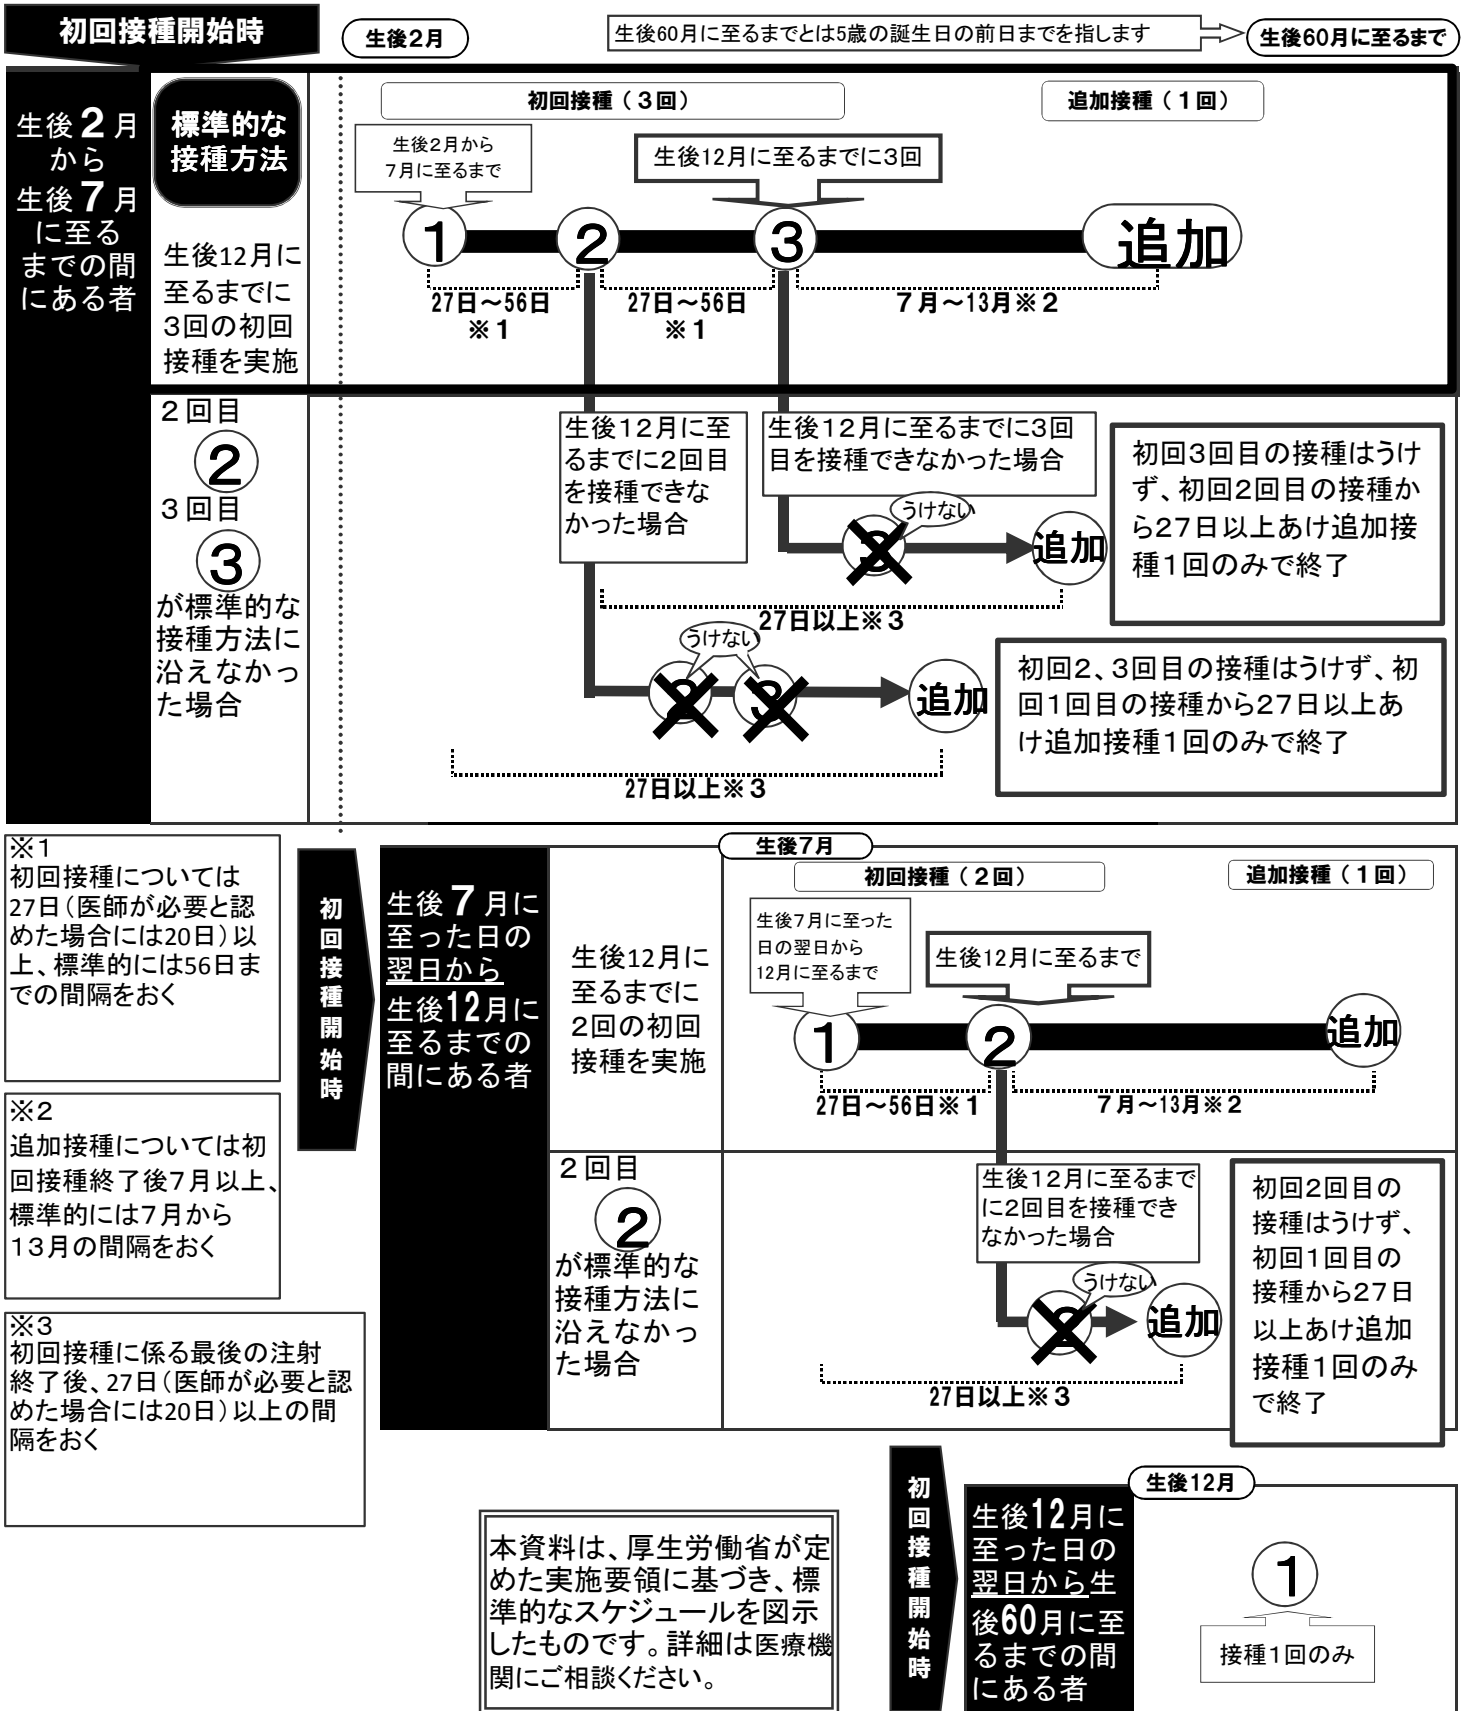 初回接種開始時
生後2月
生後60月に至るまでとは5歳の誕生日の前日までを指します
生後60月に至るまで
生後2月
から
生後7月
に至る
までの間
にある者
標準的な
接種方法
生後12月に
至るまでに
3回の初回
接種を実施
初回接種(3回)
追加接種(1回)
生後2月から
7月に至るまで
生後12月に至るまでに3回
1
2
3
追加
27日～56日
※1
27日～56日
※1
7月～13月※2
2回目
2
3回目
3
が標準的な
接種方法に
沿えなかっ
た場合
生後12月に至
るまでに2回目
を接種できな
かった場合
生後12月に至るまでに3回
目を接種できなかった場合
うけない
3
追加
27日以上※3
初回3回目の接種はうけ
ず、初回2回目の接種か
ら27日以上あけ追加接
種1回のみで終了
うけない
2
3
追加
27日以上※3
初回2、3回目の接種はうけず、初
回1回目の接種から27日以上あ
け追加接種1回のみで終了
※1
初回接種については
27日(医師が必要と認
めた場合には20日)以
上、標準的には56日ま
での間隔をおく
※2
追加接種については初
回接種終了後7月以上、
標準的には7月から
13月の間隔をおく
※3
初回接種に係る最後の注射
終了後、27日(医師が必要と認
めた場合には20日)以上の間
隔をおく
初回接種開始時
生後7月に
至った日の
翌日から
生後12月に
至るまでの
間にある者
生後12月に
至るまでに
2回の初回
接種を実施
生後7月
初回接種(2回)
追加接種(1回)
生後7月に至った
日の翌日から
12月に至るまで
生後12月に至るまで
1
2
追加
27日～56日※1
7月～13月※2
2回目
2
が標準的な
接種方法に
沿えなかっ
た場合
生後12月に至るまで
に2回目を接種でき
なかった場合
うけない
2
追加
27日以上※3
初回2回目の
接種はうけず、
初回1回目の
接種から27日
以上あけ追加
接種1回のみ
で終了
本資料は、厚生労働省が定
めた実施要領に基づき、標
準的なスケジュールを図示
したものです。詳細は医療機
関にご相談ください。
初回接種開始時
生後12月に
至った日の
翌日から生
後60月に至
るまでの間
にある者
生後12月
1
接種1回のみ